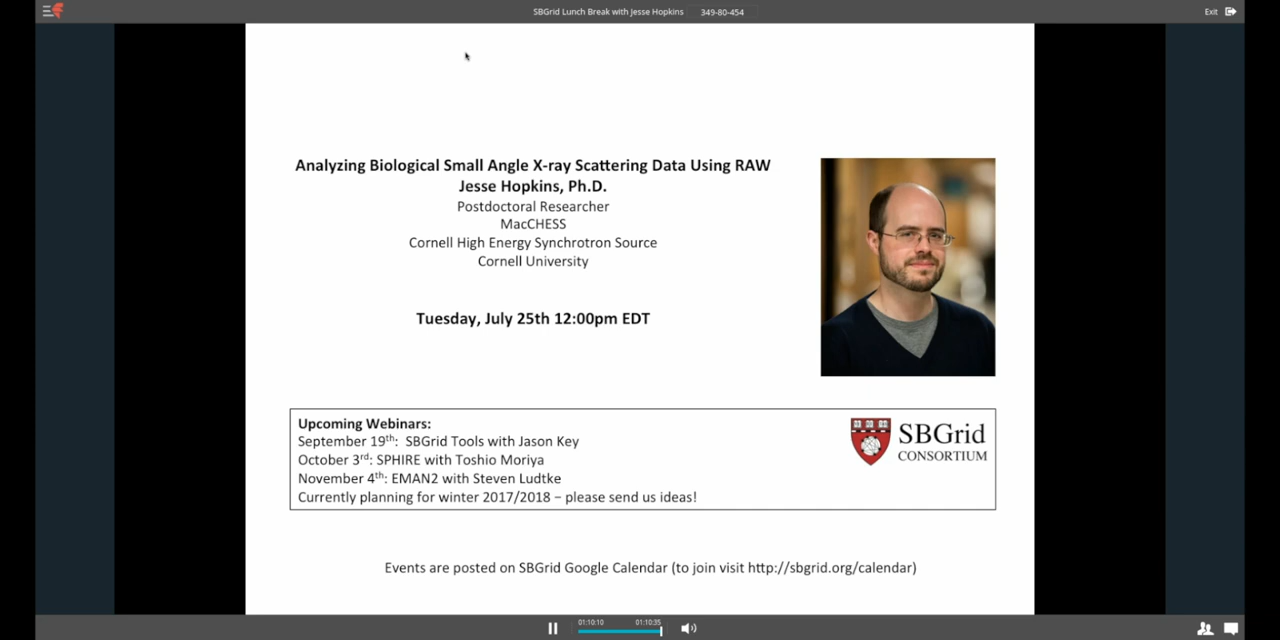 SBGrid Lunch Break with Jesse Hopkins 349-80-454 Exit
Analyzing Biological Small Angle X-ray Scattering Data Using RAW
Jesse Hopkins, Ph.D.
Postdoctoral Researcher
MacCHESS
Cornell High Energy Synchrotron Source
Cornell University
Tuesday, July 25th 12:00pm EDT
Upcoming Webinars:
September 19th: SBGrid Tools with Jason Key
October 3rd: SPHIRE with Toshio Moriya
November 4th: EMAN2 with Steven Ludtke
Currently planning for winter 2017/2018 – please send us ideas!
SBGrid
CONSORTIUM
Events are posted on SBGrid Google Calendar (to join visit http://sbgrid.org/calendar)
01:10:10 01:10:35